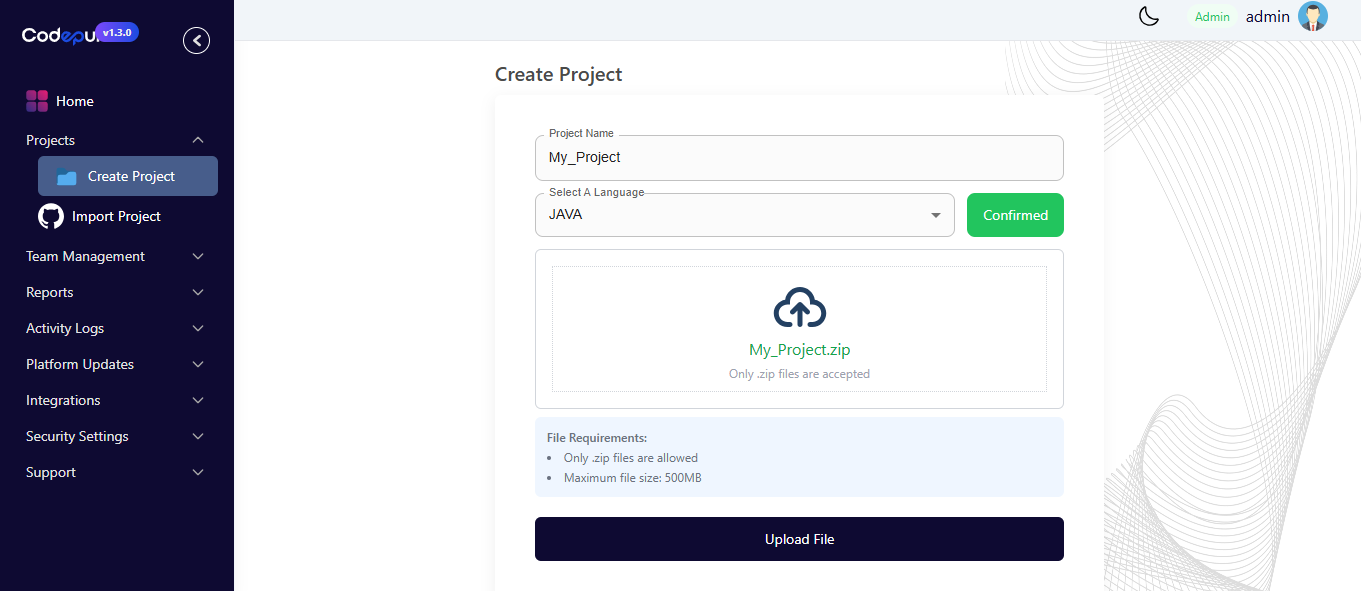 v1.3.0
Admin
admin
Home
Projects
Create Project
Import Project
Team Management
Reports
Activity Logs
Platform Updates
Integrations
Security Settings
Support
Create Project
Project Name
My_Project
Select A Language
JAVA
Confirmed
My_Project.zip
Only .zip files are accepted
File Requirements:
• Only .zip files are allowed
• Maximum file size: 500MB
Upload File